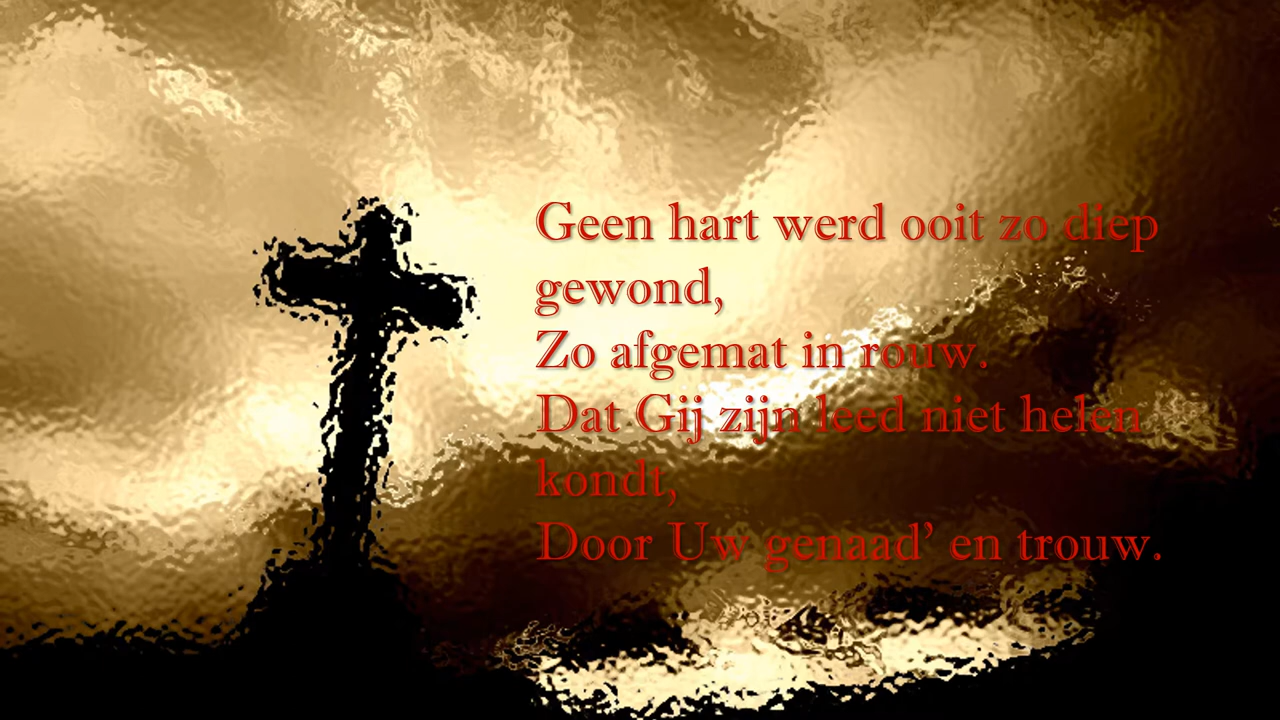 Geen hart werd ooit zo diep
gewond,
Zo afgemat in rouw.
Dat Gij zijn leed niet helen
kondt,
Door Uw genaad’ en trouw.